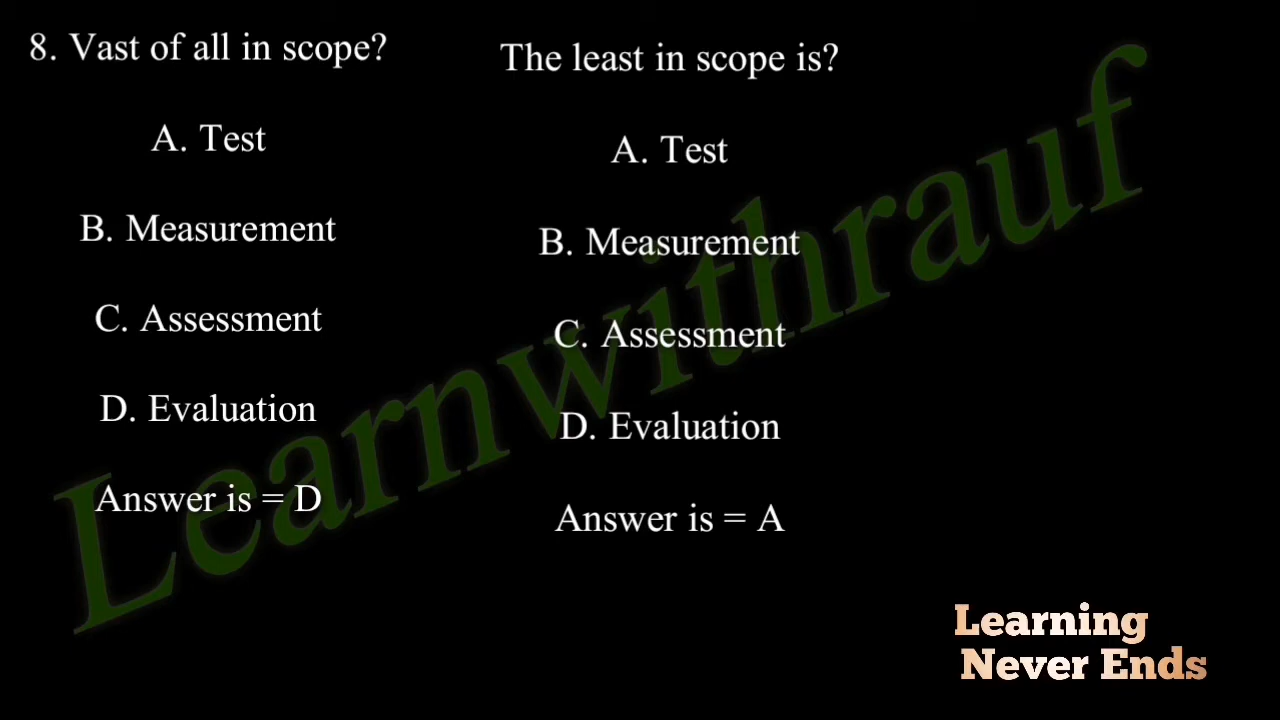 8. Vast of all in scope?
A. Test
B. Measurement
C. Assessment
D. Evaluation
Answer is = D
The least in scope is?
A. Test
B. Measurement
C. Assessment
D. Evaluation
Answer is = A
Learnwithrauf
Learning
Never Ends